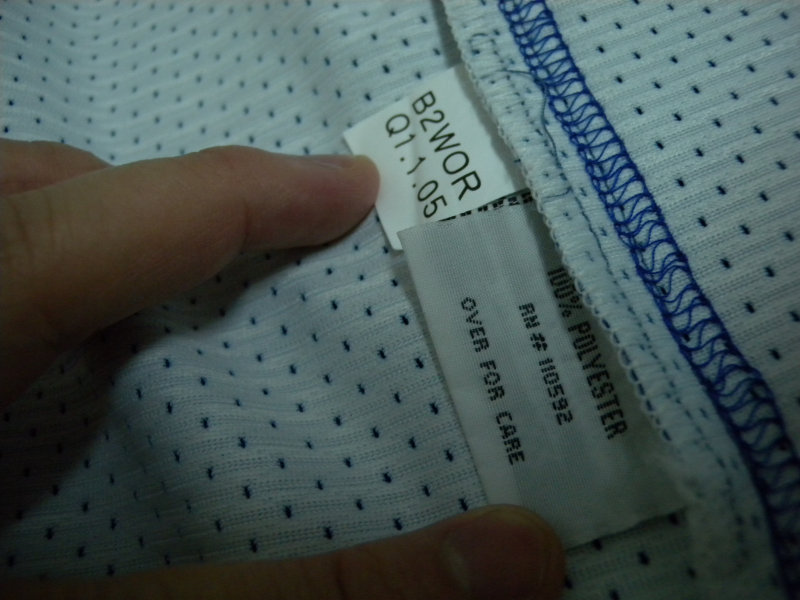 B2WOR
Q1.1.05
100% POLYESTER
RN# 110592
OVER FOR CARE